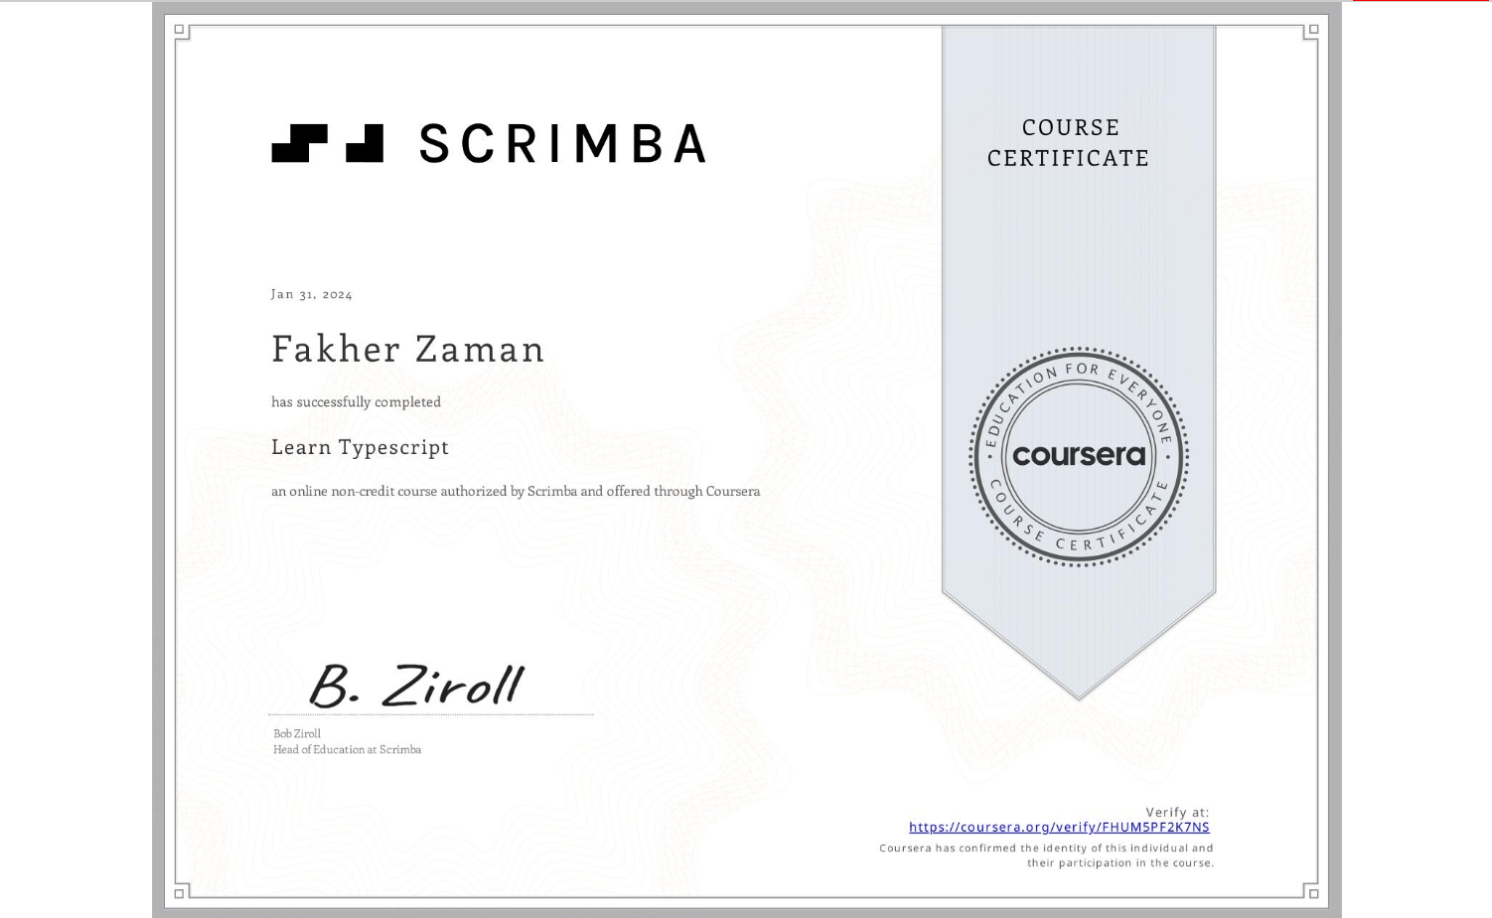 SCRIMBA
COURSE
CERTIFICATE
Jan 31, 2024
Fakher Zaman
has successfully completed
Learn Typescript
an online non-credit course authorized by Scrimba and offered through Coursera
EDUCATION FOR EVERYONE
coursera
COURSE CERTIFICATE
B. Ziroll
Bob Ziroll
Head of Education at Scrimba
Verify at:
https://coursera.org/verify/FHUM5PF2K7NS
Coursera has confirmed the identity of this individual and
their participation in the course.